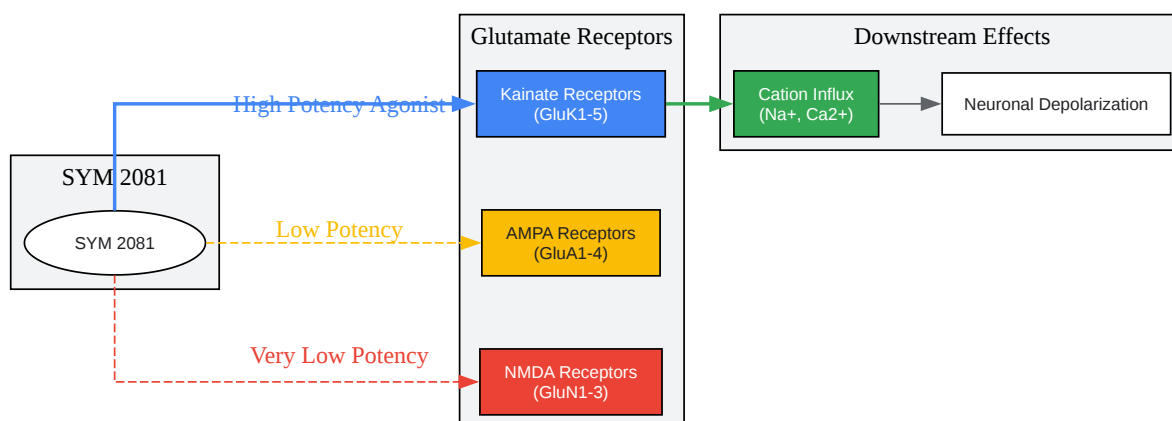 Glutamate Receptors
Downstream Effects
High Potency Agonist
Kainate Receptors
(GluK1-5)
Cation Influx
(Na+, Ca2+)
Neuronal Depolarization
SYM 2081
SYM 2081
Low Potency
AMPA Receptors
(GluA1-4)
Very Low Potency
NMDA Receptors
(GluN1-3)